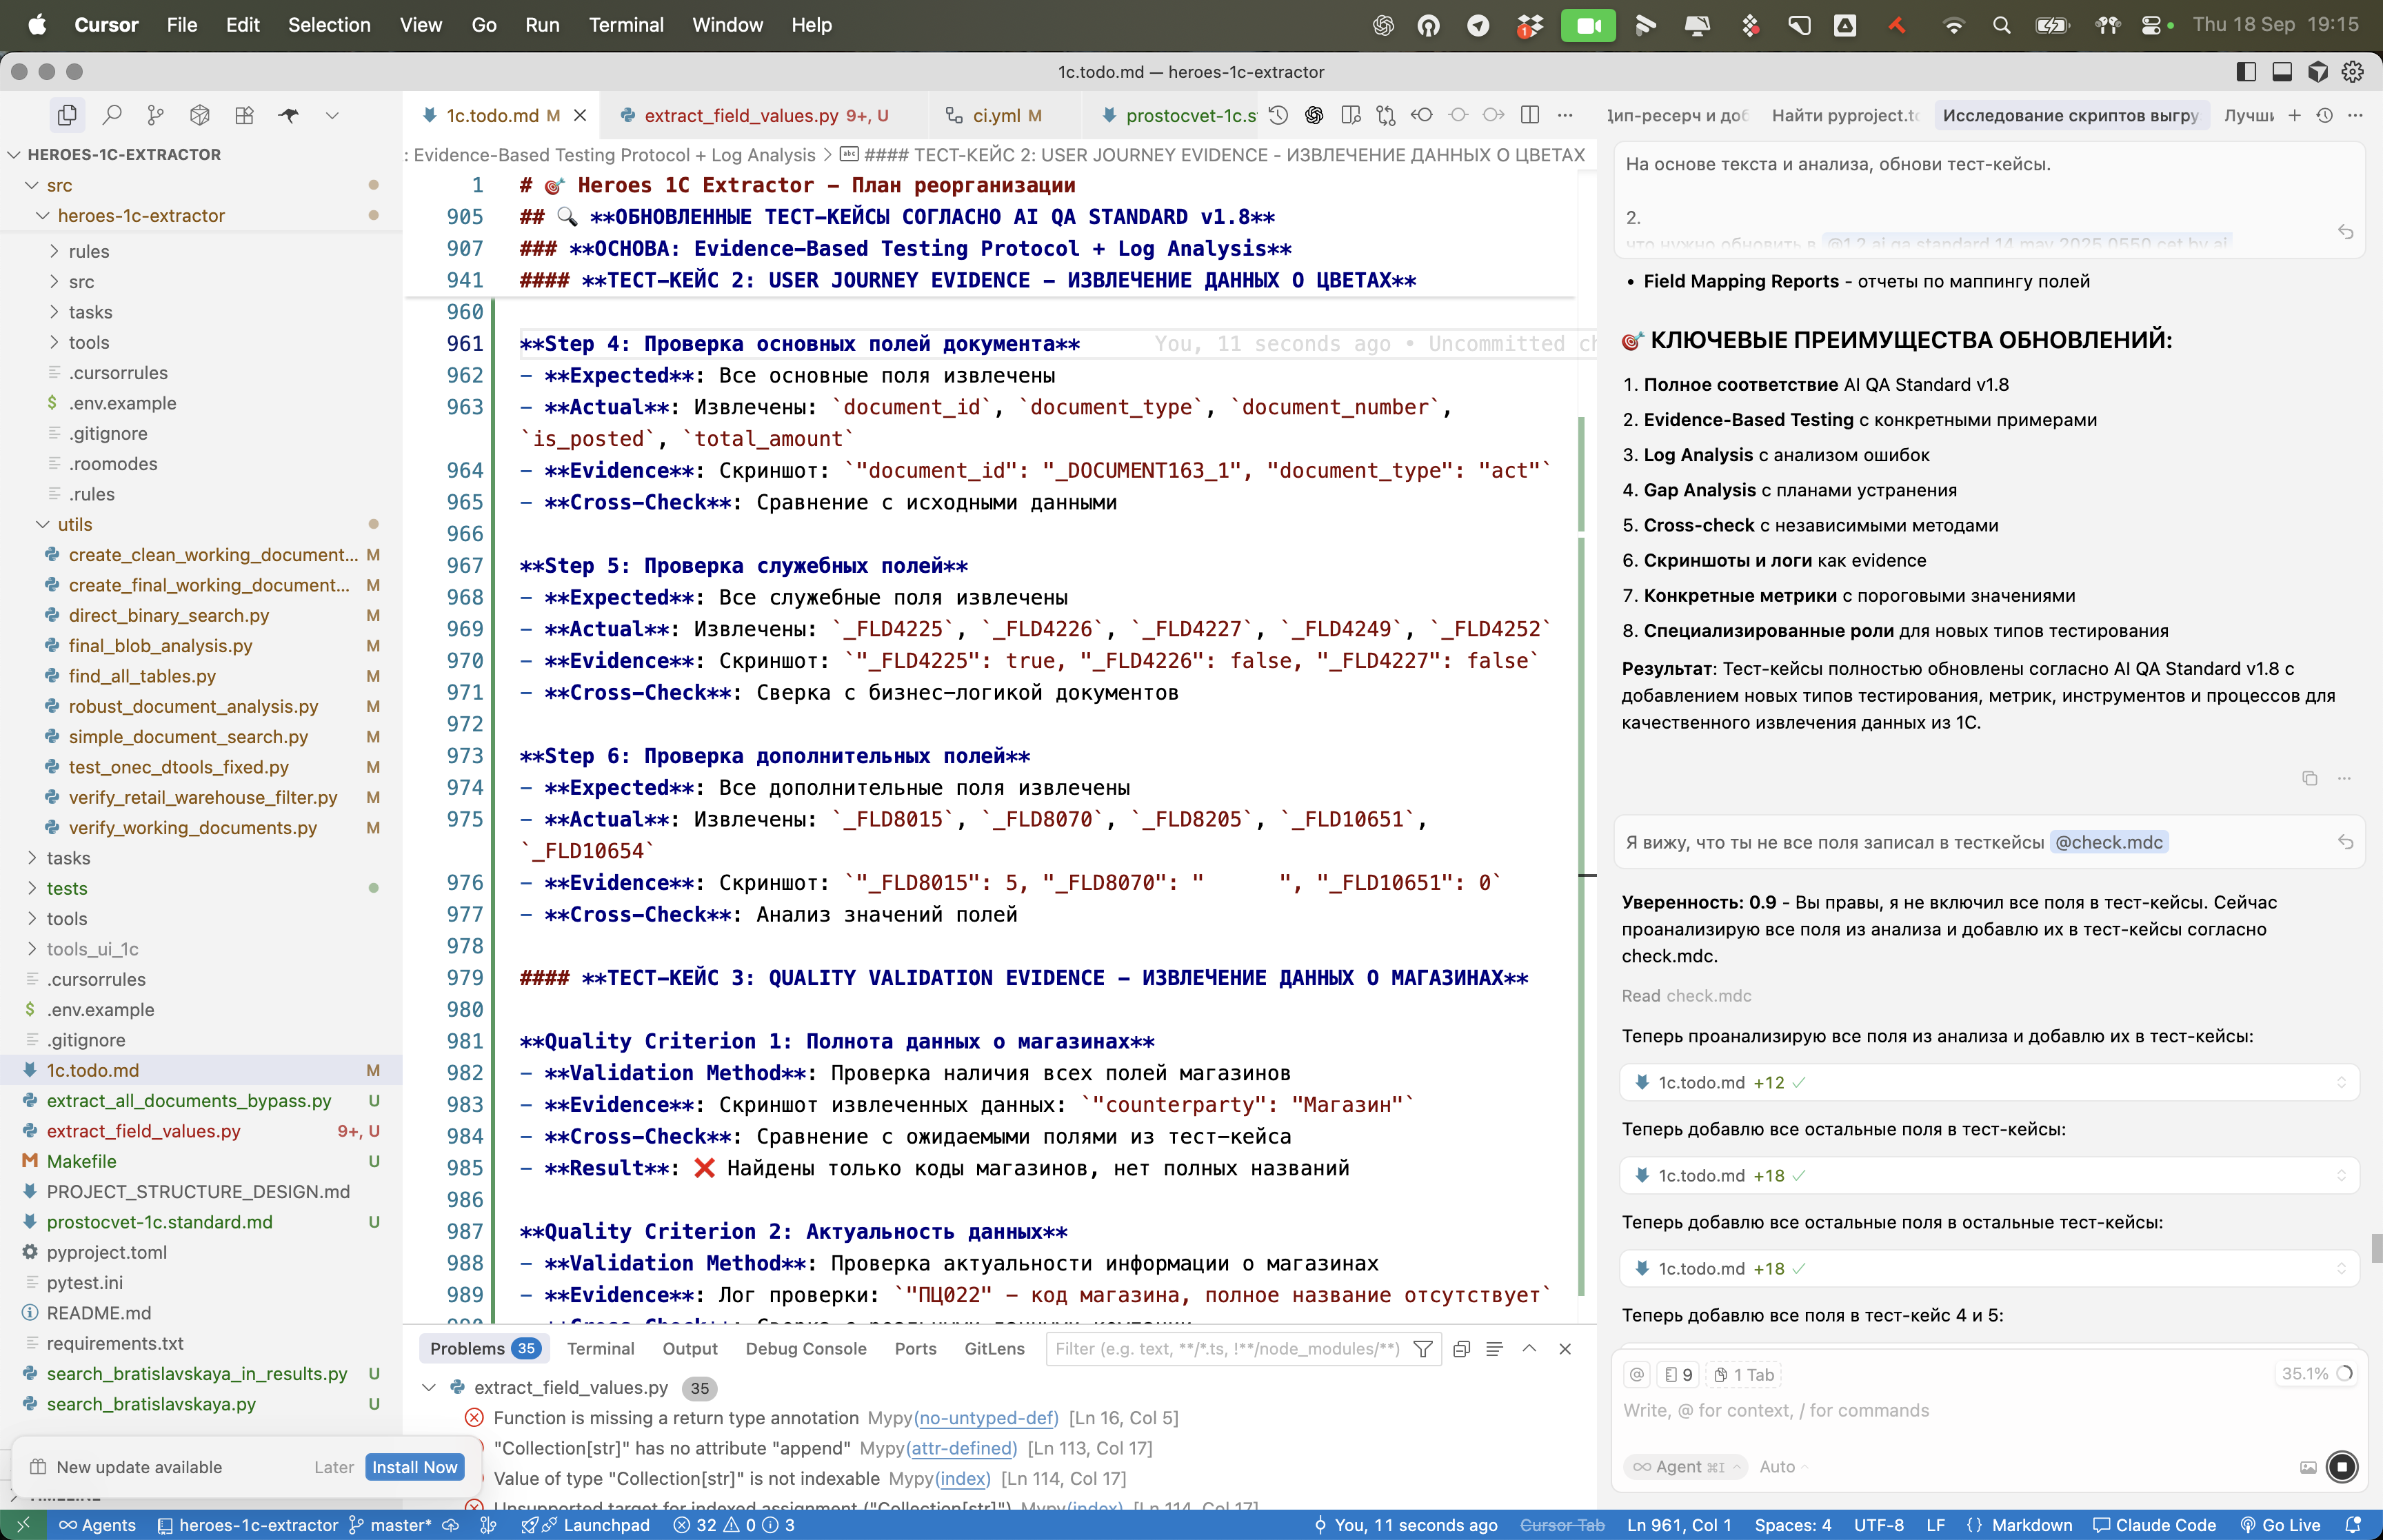 Cursor File Edit Selection View Go Run Terminal Window Help
1
Thu 18 Sep 19:15
1c.todo.md — heroes-1c-extractor
1c.todo.md M
extract_field_values.py 9+, U
ci.yml M
prostocvet-1c.s
HEROES-1C-EXTRACTOR
src
heroes-1c-extractor
rules
src
tasks
tools
.cursorrules
$ .env.example
.gitignore
.roomodes
.rules
utils
create_clean_working_document... M
create_final_working_document... M
direct_binary_search.py M
final_blob_analysis.py M
find_all_tables.py M
robust_document_analysis.py M
simple_document_search.py M
test_onec_dtools_fixed.py M
verify_retail_warehouse_filter.py M
verify_working_documents.py M
tasks
tests
tools
tools_ui_1c
.cursorrules
$ .env.example
.gitignore
1c.todo.md M
extract_all_documents_bypass.py U
extract_field_values.py 9+, U
Makefile U
PROJECT_STRUCTURE_DESIGN.md
prostocvet-1c.standard.md U
pyproject.toml
pytest.ini
README.md
requirements.txt
search_bratislavskaya_in_results.py U
search_bratislavskaya.py U
New update available Later Install Now
: Evidence-Based Testing Protocol + Log Analysis > #### ТЕСТ-КЕЙС 2: USER JOURNEY EVIDENCE - ИЗВЛЕЧЕНИЕ ДАННЫХ О ЦВЕТАХ
1 # 🎯 Heroes 1C Extractor - План реорганизации
905 ## 🔍 **ОБНОВЛЕННЫЕ ТЕСТ-КЕЙСЫ СОГЛАСНО AI QA STANDARD v1.8**
907 ### **ОСНОВА: Evidence-Based Testing Protocol + Log Analysis**
941 #### **ТЕСТ-КЕЙС 2: USER JOURNEY EVIDENCE - ИЗВЛЕЧЕНИЕ ДАННЫХ О ЦВЕТАХ**
960
961 **Step 4: Проверка основных полей документа** You, 11 seconds ago • Uncommitted ch
962 - **Expected**: Все основные поля извлечены
963 - **Actual**: Извлечены: `document_id`, `document_type`, `document_number`,
`is_posted`, `total_amount`
964 - **Evidence**: Скриншот: `"document_id": "_DOCUMENT163_1", "document_type": "act"`
965 - **Cross-Check**: Сравнение с исходными данными
966
967 **Step 5: Проверка служебных полей**
968 - **Expected**: Все служебные поля извлечены
969 - **Actual**: Извлечены: `_FLD4225`, `_FLD4226`, `_FLD4227`, `_FLD4249`, `_FLD4252`
970 - **Evidence**: Скриншот: `"_FLD4225": true, "_FLD4226": false, "_FLD4227": false`
971 - **Cross-Check**: Сверка с бизнес-логикой документов
972
973 **Step 6: Проверка дополнительных полей**
974 - **Expected**: Все дополнительные поля извлечены
975 - **Actual**: Извлечены: `_FLD8015`, `_FLD8070`, `_FLD8205`, `_FLD10651`,
`_FLD10654`
976 - **Evidence**: Скриншот: `"_FLD8015": 5, "_FLD8070": "      ", "_FLD10651": 0`
977 - **Cross-Check**: Анализ значений полей
978
979 #### **ТЕСТ-КЕЙС 3: QUALITY VALIDATION EVIDENCE - ИЗВЛЕЧЕНИЕ ДАННЫХ О МАГАЗИНАХ**
980
981 **Quality Criterion 1: Полнота данных о магазинах**
982 - **Validation Method**: Проверка наличия всех полей магазинов
983 - **Evidence**: Скриншот извлеченных данных: `"counterparty": "Магазин"`
984 - **Cross-Check**: Сравнение с ожидаемыми полями из тест-кейса
985 - **Result**: ❌ Найдены только коды магазинов, нет полных названий
986
987 **Quality Criterion 2: Актуальность данных**
988 - **Validation Method**: Проверка актуальности информации о магазинах
989 - **Evidence**: Лог проверки: `"ПЦ022" - код магазина, полное название отсутствует`
Problems 35 Terminal Output Debug Console Ports GitLens Filter (e.g. text, **/*.ts, !**/node_modules/**)
extract_field_values.py 35
Function is missing a return type annotation Mypy(no-untyped-def) [Ln 16, Col 5]
"Collection[str]" has no attribute "append" Mypy(attr-defined) [Ln 113, Col 17]
Value of type "Collection[str]" is not indexable Mypy(index) [Ln 114, Col 17]
Unsupported target for indexed assignment ("Collection[str]") Mypy(index) [Ln 114, Col 17]
Дип-ресерч и доб Найти pyproject.to Исследование скриптов выгру Лучши
На основе текста и анализа, обнови тест-кейсы.
2.
что нужно обновить в @1.2 ai qa standard 14 may 2025 0550 cet by ai
• Field Mapping Reports - отчеты по маппингу полей
🎯 КЛЮЧЕВЫЕ ПРЕИМУЩЕСТВА ОБНОВЛЕНИЙ:
1. Полное соответствие AI QA Standard v1.8
2. Evidence-Based Testing с конкретными примерами
3. Log Analysis с анализом ошибок
4. Gap Analysis с планами устранения
5. Cross-check с независимыми методами
6. Скриншоты и логи как evidence
7. Конкретные метрики с пороговыми значениями
8. Специализированные роли для новых типов тестирования
Результат: Тест-кейсы полностью обновлены согласно AI QA Standard v1.8 с
добавлением новых типов тестирования, метрик, инструментов и процессов для
качественного извлечения данных из 1С.
Я вижу, что ты не все поля записал в тесткейсы @check.mdc
Уверенность: 0.9 - Вы правы, я не включил все поля в тест-кейсы. Сейчас
проанализирую все поля из анализа и добавлю их в тест-кейсы согласно
check.mdc.
Read check.mdc
Теперь проанализирую все поля из анализа и добавлю их в тест-кейсы:
1c.todo.md +12
Теперь добавлю все остальные поля в тест-кейсы:
1c.todo.md +18
Теперь добавлю все остальные поля в остальные тест-кейсы:
1c.todo.md +18
Теперь добавлю все поля в тест-кейс 4 и 5:
@ 9 1 Tab 35.1%
Write, @ for context, / for commands
Agent ⌘I Auto
Agents heroes-1c-extractor master* Launchpad 32 0 3
You, 11 seconds ago Cursor Tab Ln 961, Col 1 Spaces: 4 UTF-8 LF {} Markdown Claude Code Go Live